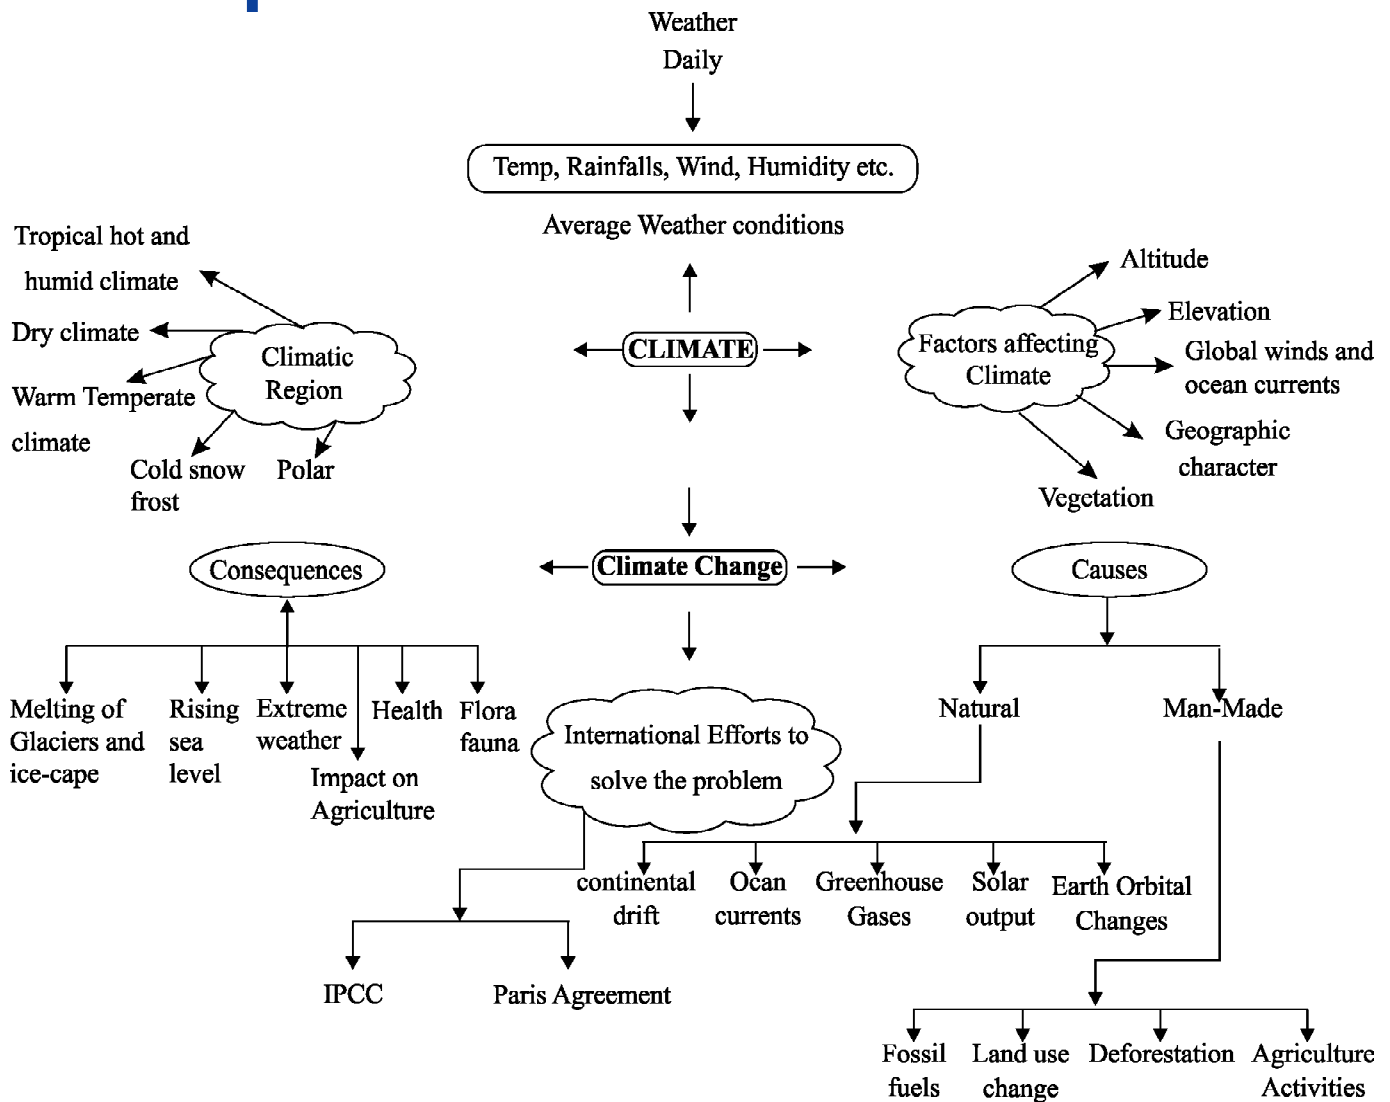 Weather
Daily
Temp, Rainfalls, Wind, Humidity etc.
Average Weather conditions
CLIMATE
Climatic
Region
Tropical hot and
humid climate
Dry climate
Warm Temperate
climate
Cold snow
frost
Polar
Factors affecting
Climate
Altitude
Elevation
Global winds and
ocean currents
Geographic
character
Vegetation
Climate Change
Consequences
Melting of
Glaciers and
ice-cape
Rising
sea
level
Extreme
weather
Impact on
Agriculture
Health
Flora
fauna
International Efforts to
solve the problem
IPCC
Paris Agreement
Causes
Natural
Man-Made
continental
drift
Ocan
currents
Greenhouse
Gases
Solar
output
Earth Orbital
Changes
Fossil
fuels
Land use
change
Deforestation
Agriculture
Activities